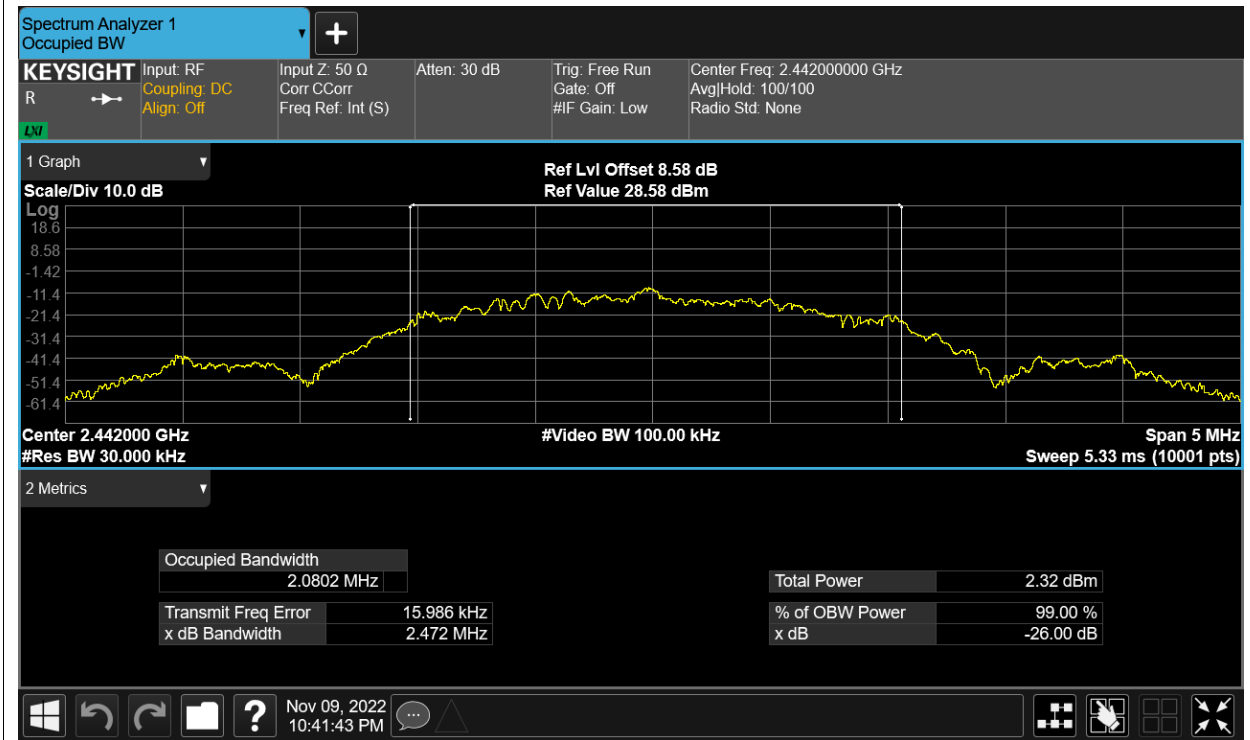 Spectrum Analyzer 1
Occupied BW
KEYSIGHT
R
LXI
Input: RF
Coupling: DC
Align: Off
Input Z: 50 Ω
Corr CCorr
Freq Ref: Int (S)
Atten: 30 dB
Trig: Free Run
Gate: Off
#IF Gain: Low
Center Freq: 2.442000000 GHz
Avg|Hold: 100/100
Radio Std: None
1 Graph
Scale/Div 10.0 dB
Ref Lvl Offset 8.58 dB
Ref Value 28.58 dBm
Log
18.6
8.58
-1.42
-11.4
-21.4
-31.4
-41.4
-51.4
-61.4
Center 2.442000 GHz
#Video BW 100.00 kHz
Span 5 MHz
#Res BW 30.000 kHz
Sweep 5.33 ms (10001 pts)
2 Metrics
Occupied Bandwidth
2.0802 MHz
Total Power 2.32 dBm
Transmit Freq Error 15.986 kHz
% of OBW Power 99.00 %
x dB Bandwidth 2.472 MHz
x dB -26.00 dB
?
Nov 09, 2022
10:41:43 PM